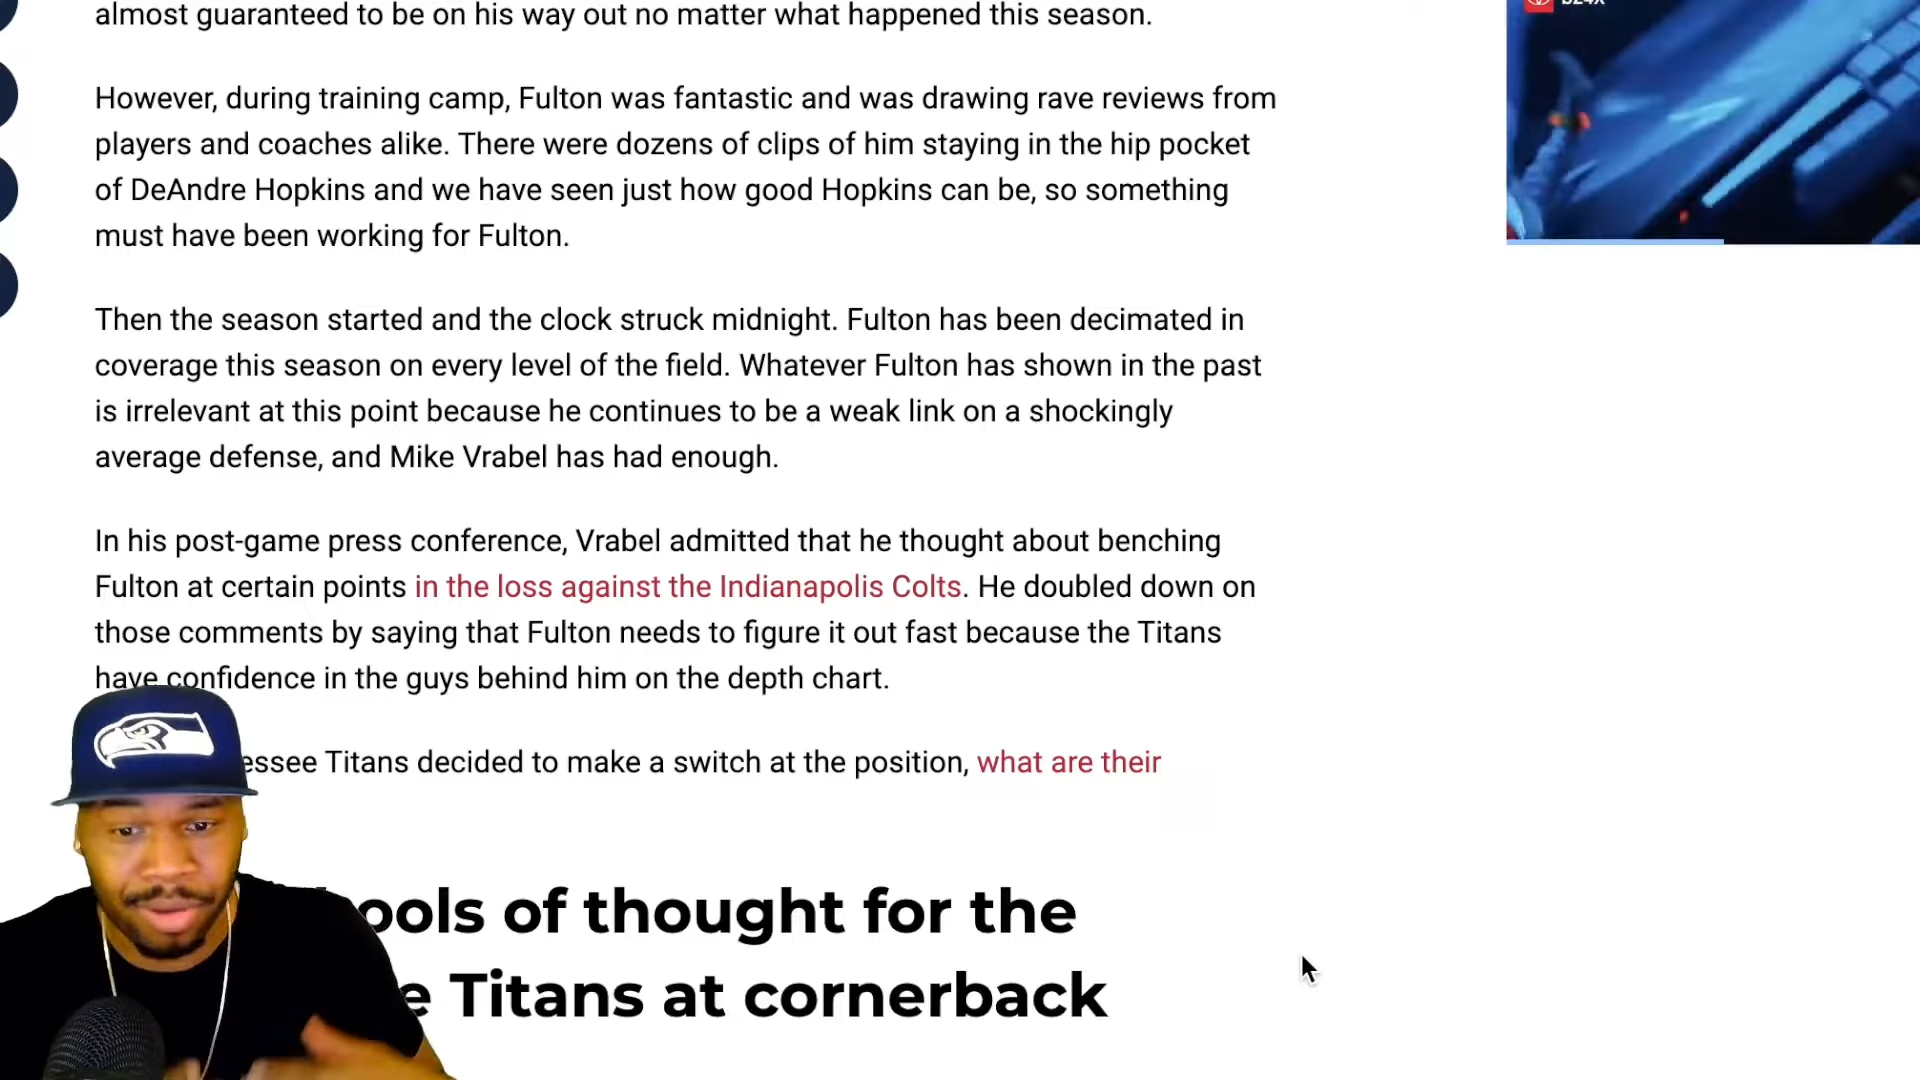 almost guaranteed to be on his way out no matter what happened this season.
However, during training camp, Fulton was fantastic and was drawing rave reviews from
players and coaches alike. There were dozens of clips of him staying in the hip pocket
of DeAndre Hopkins and we have seen just how good Hopkins can be, so something
must have been working for Fulton.
Then the season started and the clock struck midnight. Fulton has been decimated in
coverage this season on every level of the field. Whatever Fulton has shown in the past
is irrelevant at this point because he continues to be a weak link on a shockingly
average defense, and Mike Vrabel has had enough.
In his post-game press conference, Vrabel admitted that he thought about benching
Fulton at certain points in the loss against the Indianapolis Colts. He doubled down on
those comments by saying that Fulton needs to figure it out fast because the Titans
have confidence in the guys behind him on the depth chart.
essee Titans decided to make a switch at the position, what are their
ools of thought for the
e Titans at cornerback